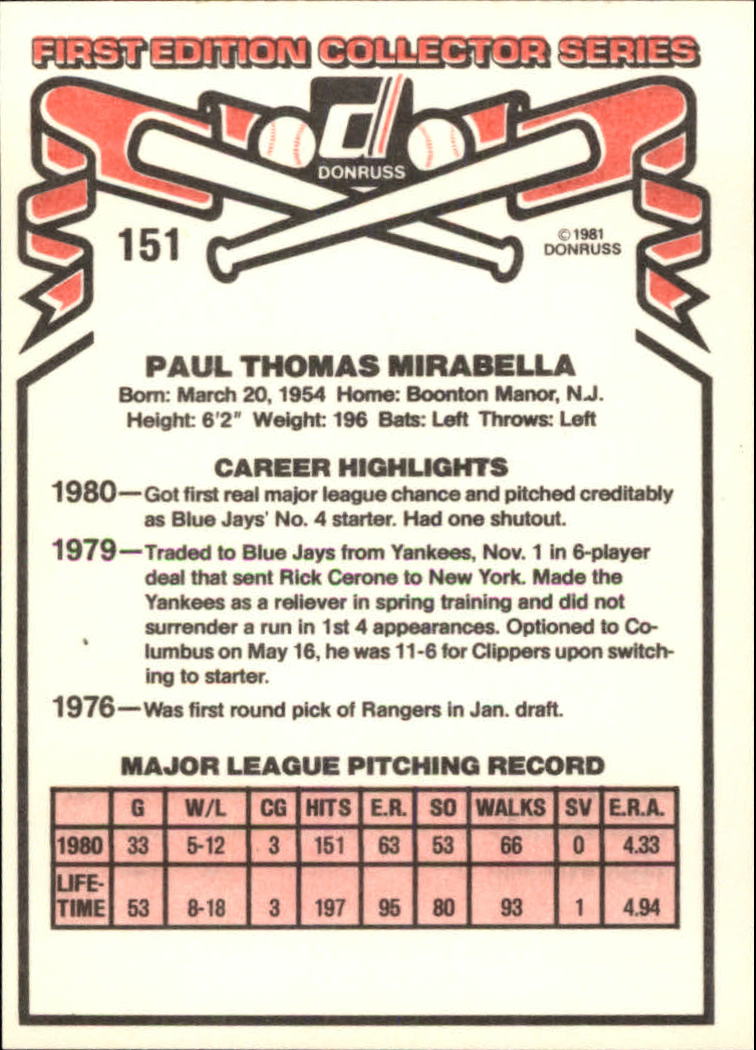 FIRST EDITION COLLECTOR SERIES
d
DONRUSS
151
©1981
DONRUSS
PAUL THOMAS MIRABELLA
Born: March 20, 1954 Home: Boonton Manor, N.J.
Height: 6'2" Weight: 196 Bats: Left Throws: Left
CAREER HIGHLIGHTS
1980—Got first real major league chance and pitched creditably
as Blue Jays' No. 4 starter. Had one shutout.
1979—Traded to Blue Jays from Yankees, Nov. 1 in 6-player
deal that sent Rick Cerone to New York. Made the
Yankees as a reliever in spring training and did not
surrender a run in 1st 4 appearances. Optioned to Co-
lumbus on May 16, he was 11-6 for Clippers upon switch-
ing to starter.
1976—Was first round pick of Rangers in Jan. draft.
MAJOR LEAGUE PITCHING RECORD
G W/L CG HITS E.R. SO WALKS SV E.R.A.
1980 33 5-12 3 151 63 53 66 0 4.33
LIFE-
TIME 53 8-18 3 197 95 80 93 1 4.94